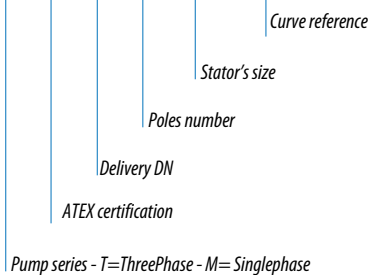 Curve reference
Stator's size
Poles number
Delivery DN
ATEX certification
Pump series - T=ThreePhase - M= Singlephase